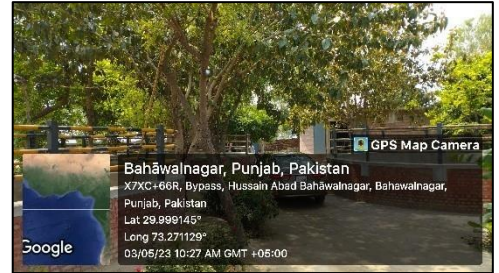 GPS Map Camera
Bahāwalnagar, Punjab, Pakistan
X7XC+66R, Bypass, Hussain Abad Bahāwalnagar, Bahawalnagar,
Punjab, Pakistan
Lat 29.999145°
Long 73.271129°
03/05/23 10:27 AM GMT +05:00
Google